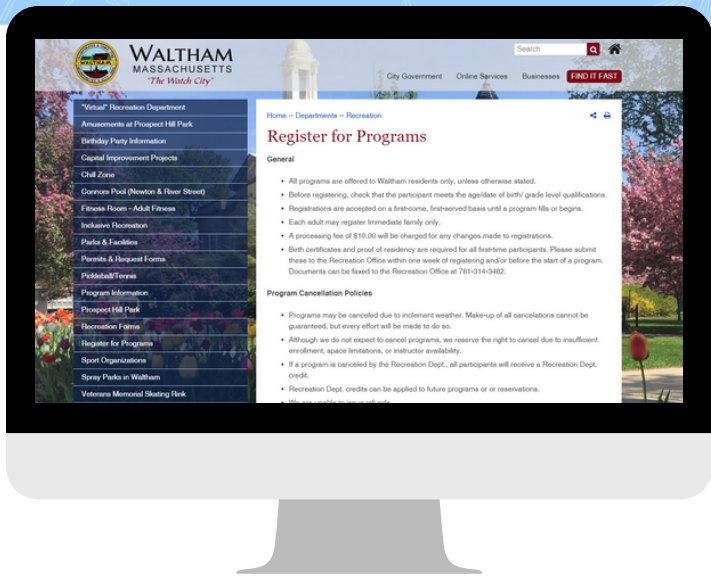 WALTHAM
MASSACHUSETTS
"The Watch City"
Search
City Government Online Services Businesses FIND IT FAST
"Virtual" Recreation Department
Amusements at Prospect Hill Park
Birthday Party Information
Capital Improvement Projects
Chill Zone
Connors Pool (Newton & River Street)
Fitness Room - Adult Fitness
Inclusive Recreation
Parks & Facilities
Permits & Request Forms
Pickleball/Tennis
Program Information
Prospect Hill Park
Recreation Forms
Register for Programs
Sport Organizations
Spray Parks in Waltham
Veterans Memorial Skating Rink
Home ›› Departments ›› Recreation
Register for Programs
General
• All programs are offered to Waltham residents only, unless otherwise stated.
• Before registering, check that the participant meets the age/date of birth/ grade level qualifications.
• Registrations are accepted on a first-come, first-served basis until a program fills or begins.
• Each adult may register Immediate family only.
• A processing fee of $10.00 will be charged for any changes made to registrations.
• Birth certificates and proof of residency are required for all first-time participants. Please submit
these to the Recreation Office within one week of registering and/or before the start of a program.
Documents can be faxed to the Recreation Office at 781-314-3482.
Program Cancellation Policies
• Programs may be canceled due to inclement weather. Make-up of all cancelations cannot be
guaranteed, but every effort will be made to do so.
• Although we do not expect to cancel programs, we reserve the right to cancel due to insufficient
enrollment, space limitations, or instructor availability.
• If a program is canceled by the Recreation Dept., all participants will receive a Recreation Dept.
credit.
• Recreation Dept. credits can be applied to future programs or or reservations.
• We are unable to issue refunds